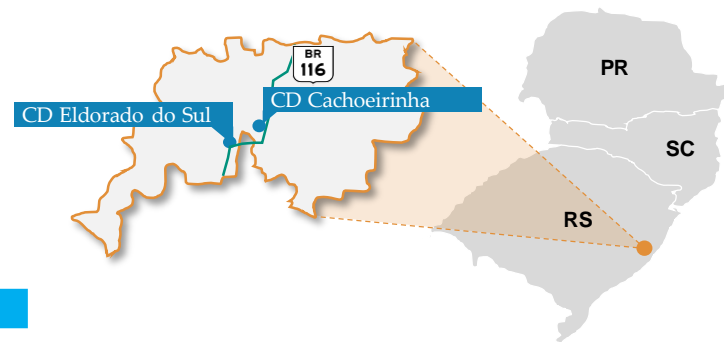 BR
116
PR
CD Eldorado do Sul
CD Cachoeirinha
SC
RS